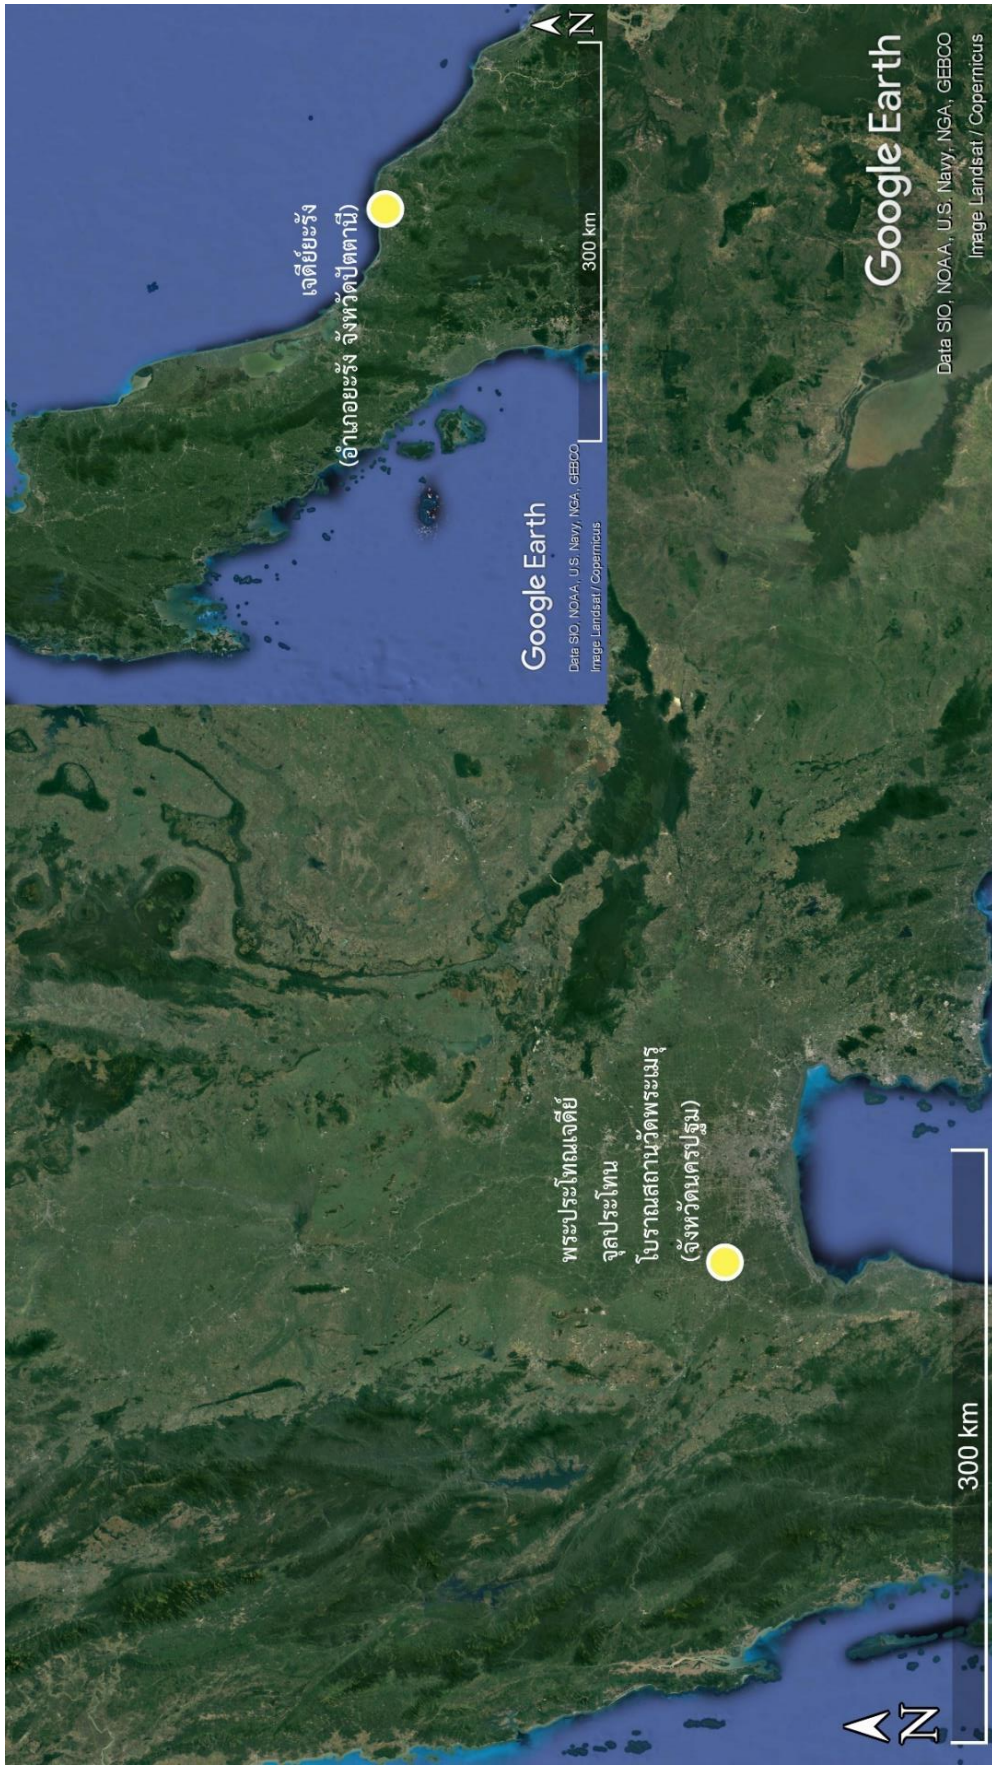 พระประโทณเจดีย์
จุลประโทน
โบราณสถานวัดพระเมรุ
(จังหวัดนครปฐม)
N
300 km
Google Earth
Data SIO, NOAA, U.S. Navy, NGA, GEBCO
Image Landsat / Copernicus
เจดีย์ยะรัง
(อำเภอยะรัง จังหวัดปัตตานี)
Google Earth
Data SIO, NOAA, U.S. Navy, NGA, GEBCO
Image Landsat / Copernicus
300 km
N